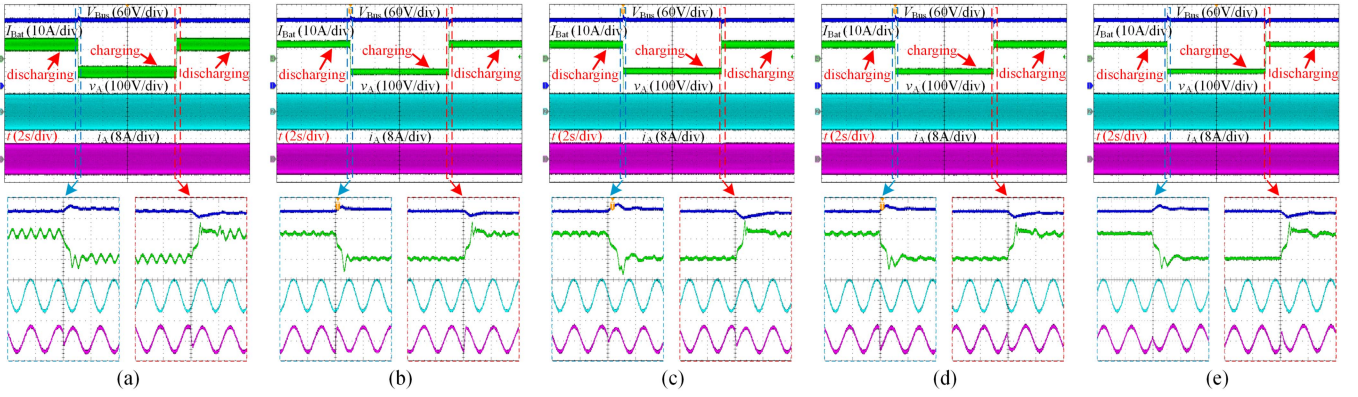 V_Bus (60V/div)
I_Bat (10A/div)
charging
discharging
discharging
v_A (100V/div)
t (2s/div)
i_A (8A/div)
(a)
V_Bus (60V/div)
I_Bat (10A/div)
charging
discharging
discharging
v_A (100V/div)
t (2s/div)
i_A (8A/div)
(b)
V_Bus (60V/div)
I_Bat (10A/div)
charging
discharging
discharging
v_A (100V/div)
t (2s/div)
i_A (8A/div)
(c)
V_Bus (60V/div)
I_Bat (10A/div)
charging
discharging
discharging
v_A (100V/div)
t (2s/div)
i_A (8A/div)
(d)
V_Bus (60V/div)
I_Bat (10A/div)
charging
discharging
discharging
v_A (100V/div)
t (2s/div)
i_A (8A/div)
(e)